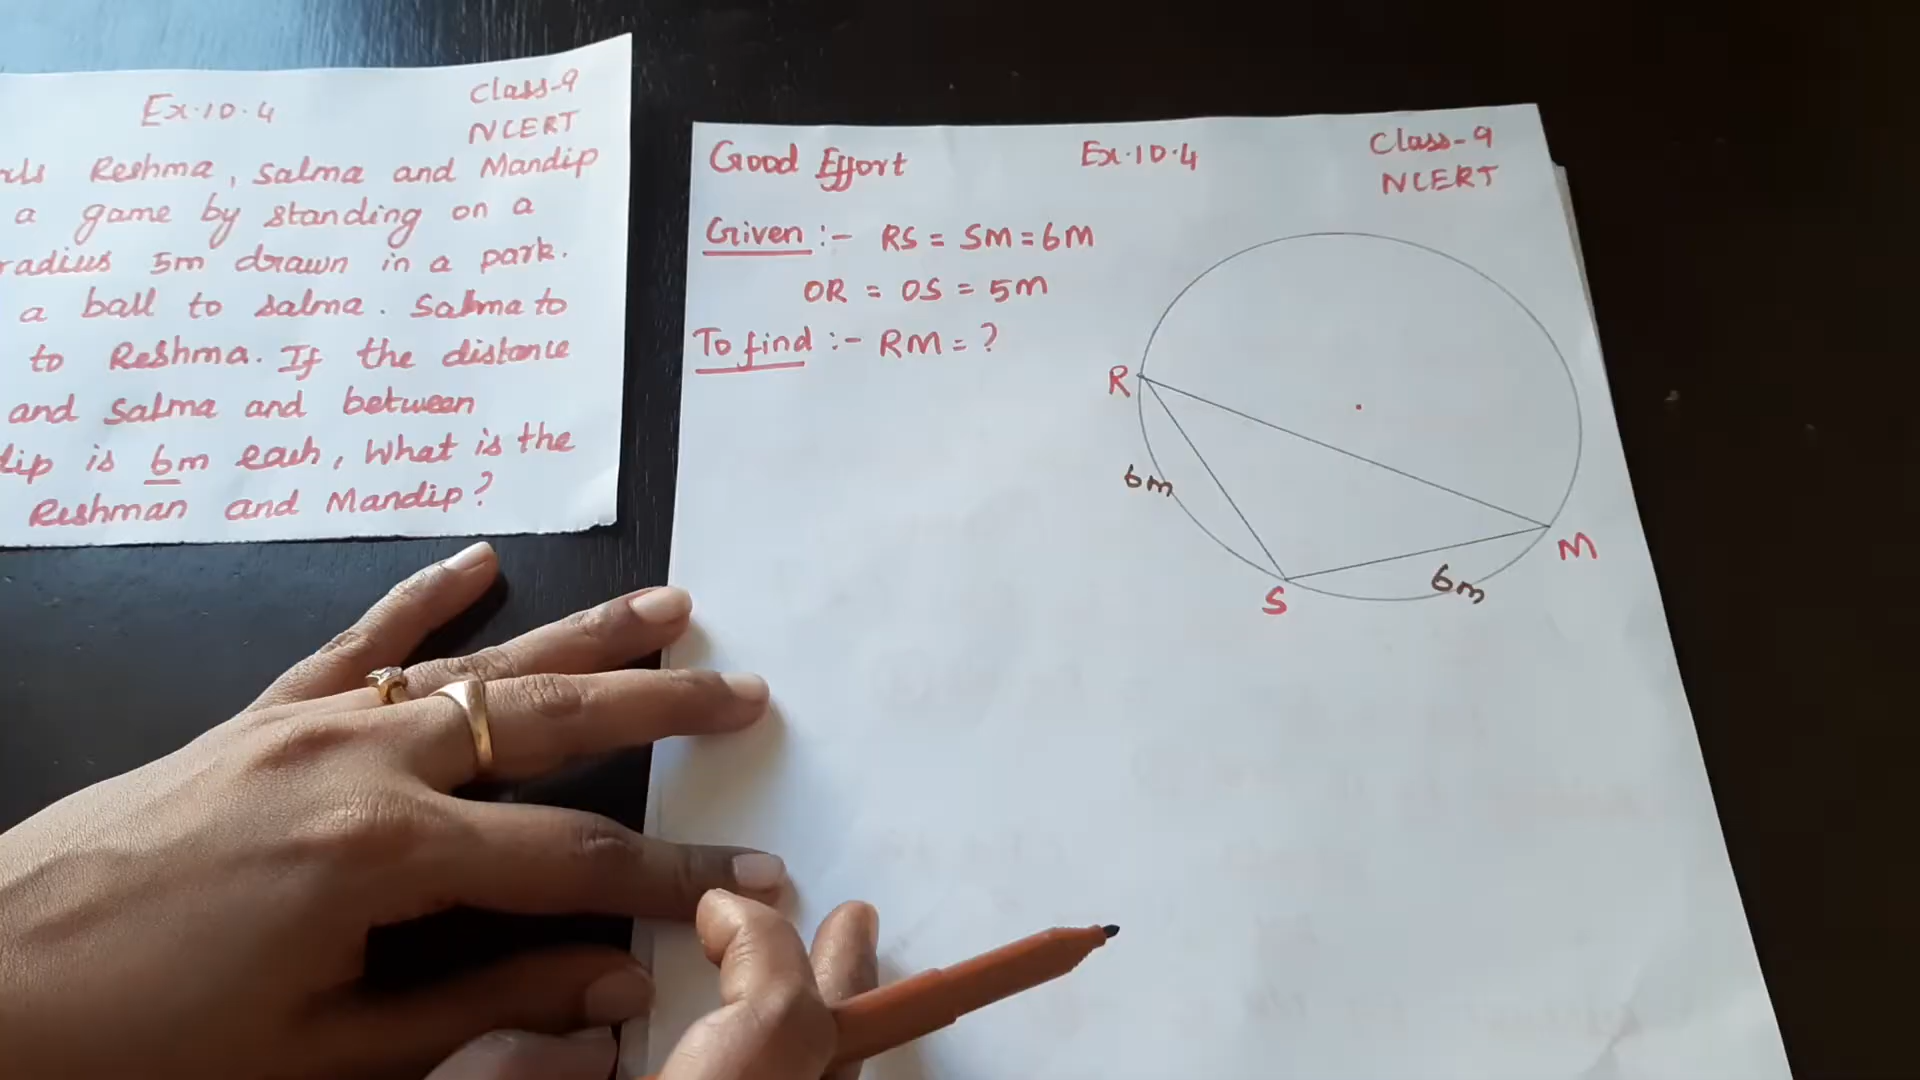 Ex.10.4
Class-9
NCERT
Reshma, Salma and Mandip
a game by standing on a
radius 5m drawn in a park.
a ball to Salma. Salma to
to Reshma. If the distance
and Salma and between
is 6m each, What is the
Reshman and Mandip?
Good Effort
Ex.10.4
Class-9
NCERT
Given :- RS = SM = 6M
OR = OS = 5M
To find :- RM = ?
R
6m
S
6m
M